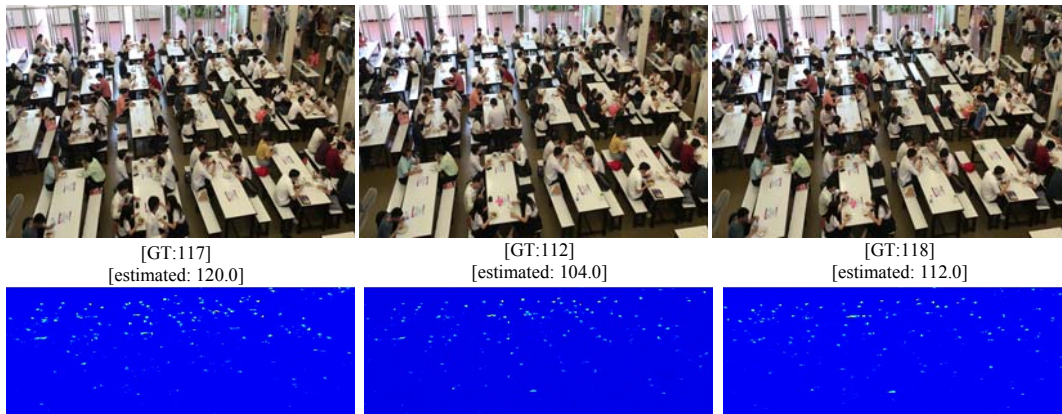 [GT:117]
[estimated: 120.0]
[GT:112]
[estimated: 104.0]
[GT:118]
[estimated: 112.0]